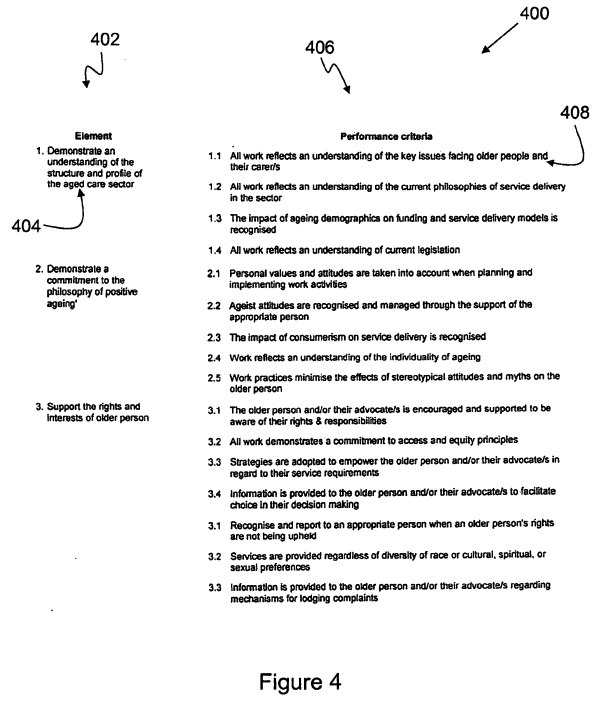 400
402
406
408
Element
Performance criteria
1. Demonstrate an
understanding of the
structure and profile of
the aged care sector
404
1.1 All work reflects an understanding of the key issues facing older people and
their carer/s
1.2 All work reflects an understanding of the current philosophies of service delivery
in the sector
1.3 The impact of ageing demographics on funding and service delivery models is
recognised
1.4 All work reflects an understanding of current legislation
2. Demonstrate a
commitment to the
philosophy of positive
ageing'
2.1 Personal values and attitudes are taken into account when planning and
implementing work activities
2.2 Ageist attitudes are recognised and managed through the support of the
appropriate person
2.3 The impact of consumerism on service delivery is recognised
2.4 Work reflects an understanding of the individuality of ageing
2.5 Work practices minimise the effects of stereotypical attitudes and myths on the
older person
3. Support the rights and
interests of older person
3.1 The older person and/or their advocate/s is encouraged and supported to be
aware of their rights & responsibilities
3.2 All work demonstrates a commitment to access and equity principles
3.3 Strategies are adopted to empower the older person and/or their advocate/s in
regard to their service requirements
3.4 Information is provided to the older person and/or their advocate/s to facilitate
choice in their decision making
3.1 Recognise and report to an appropriate person when an older person's rights
are not being upheld
3.2 Services are provided regardless of diversity of race or cultural, spiritual, or
sexual preferences
3.3 Information is provided to the older person and/or their advocate/s regarding
mechanisms for lodging complaints
Figure 4